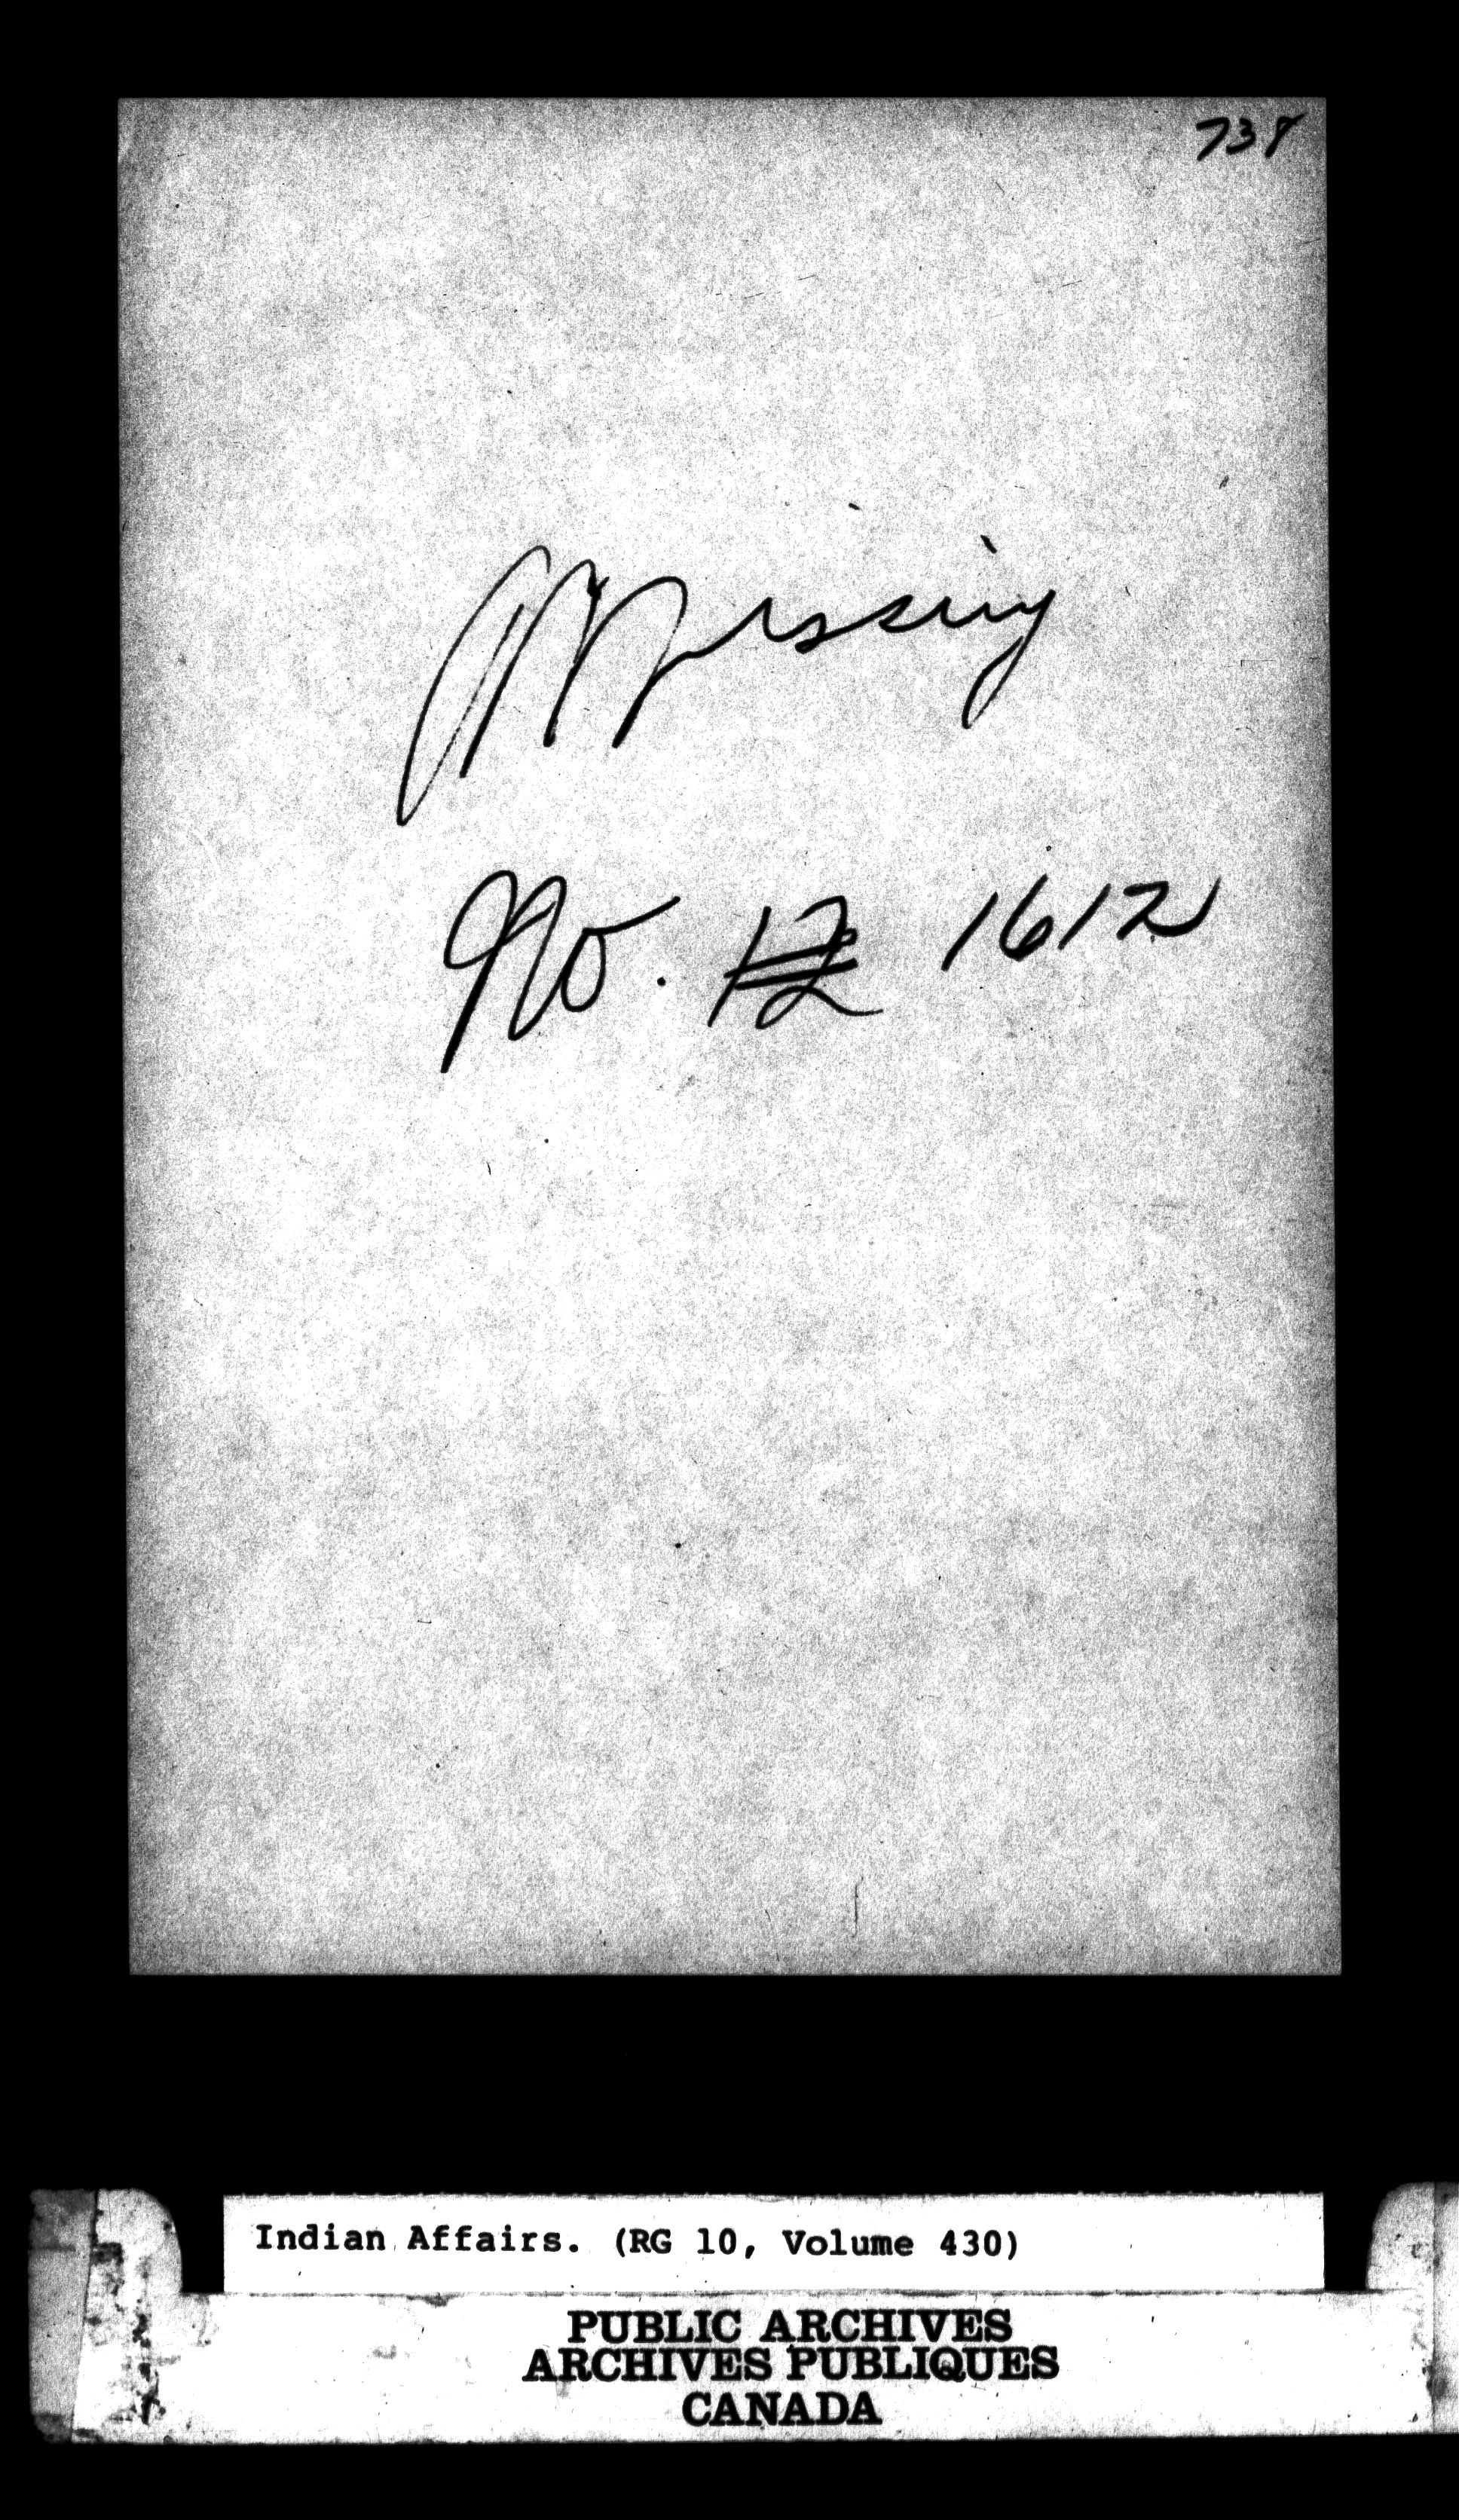 738
Missing
No. 12 1612
Indian Affairs. (RG 10, Volume 430)
PUBLIC ARCHIVES
ARCHIVES PUBLIQUES
CANADA